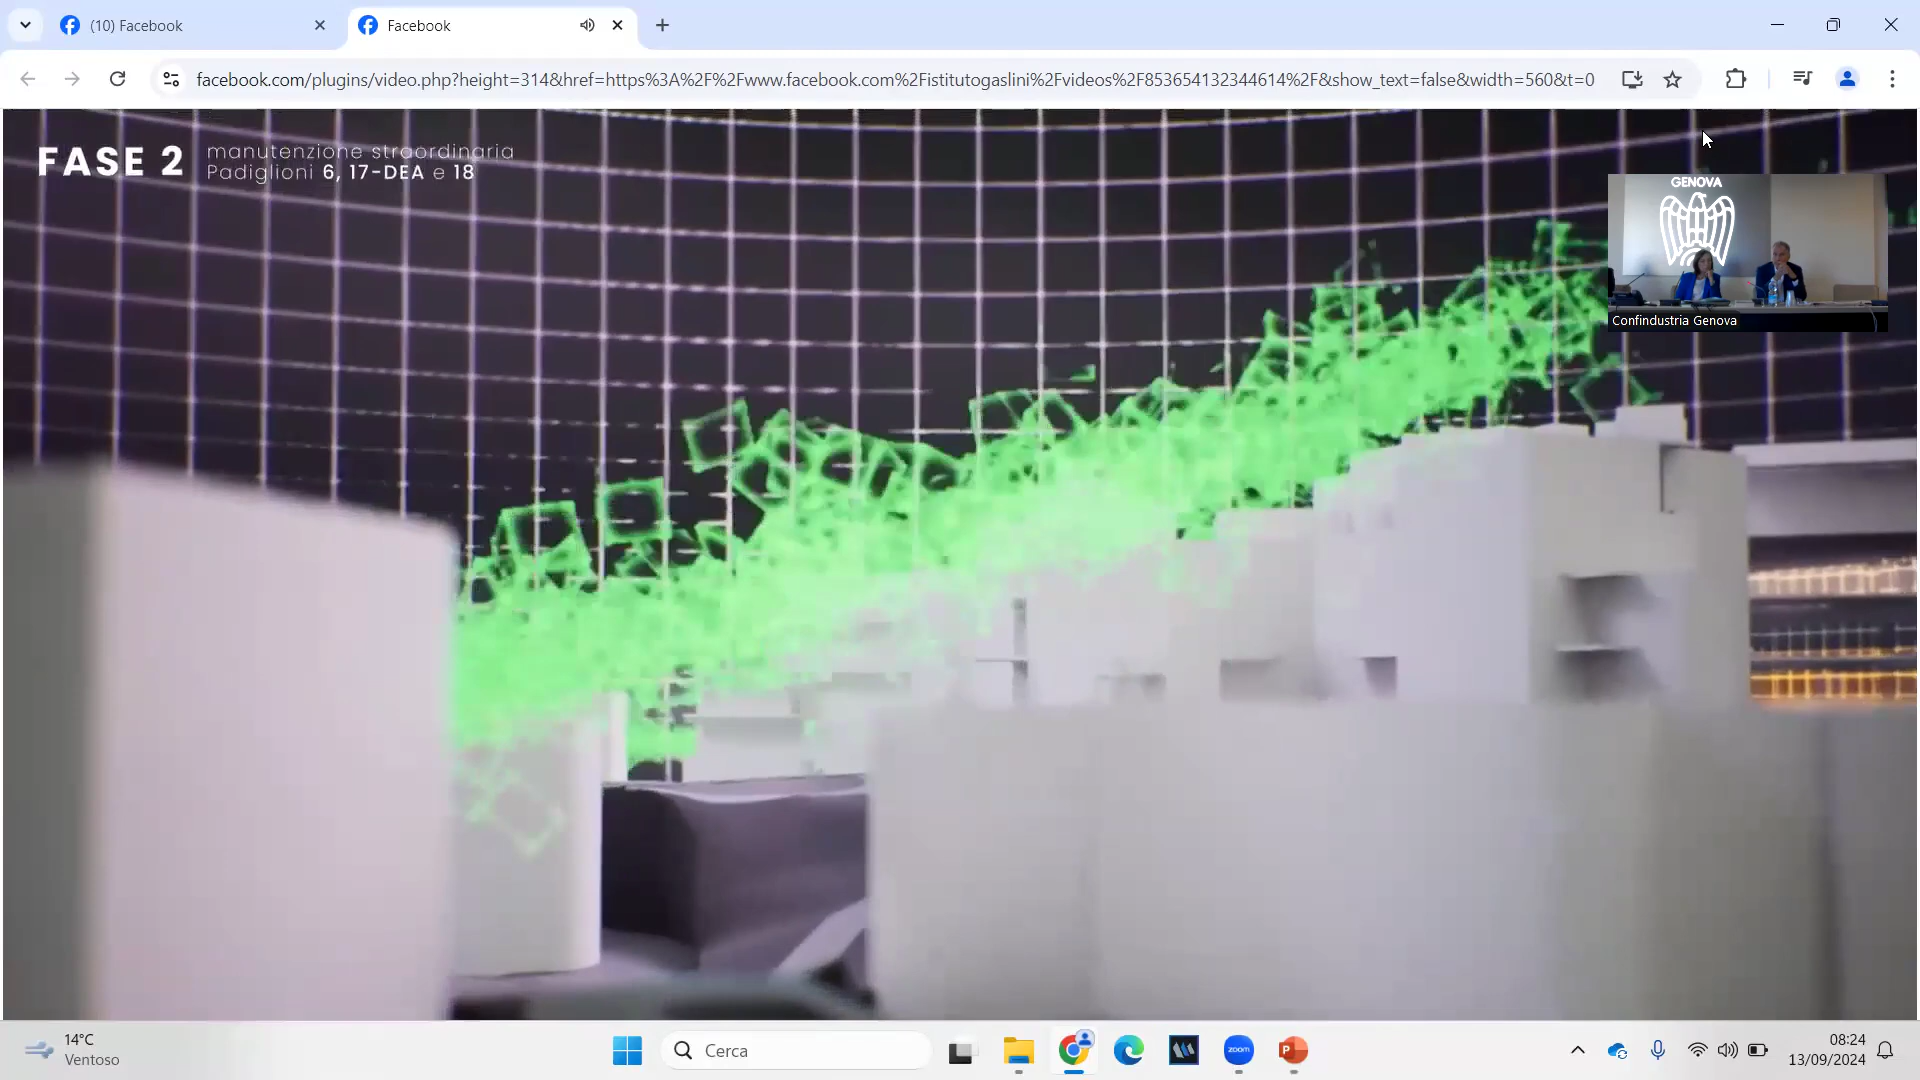 (10) Facebook
Facebook
facebook.com/plugins/video.php?height=314&href=https%3A%2F%2Fwww.facebook.com%2Fistitutogaslini%2Fvideos%2F853654132344614%2F&show_text=false&width=560&t=0
FASE 2
manutenzione straordinaria
Padiglioni 6, 17-DEA e 18
GENOVA
Confindustria Genova
14°C
Ventoso
Cerca
zoom
P
08:24
13/09/2024